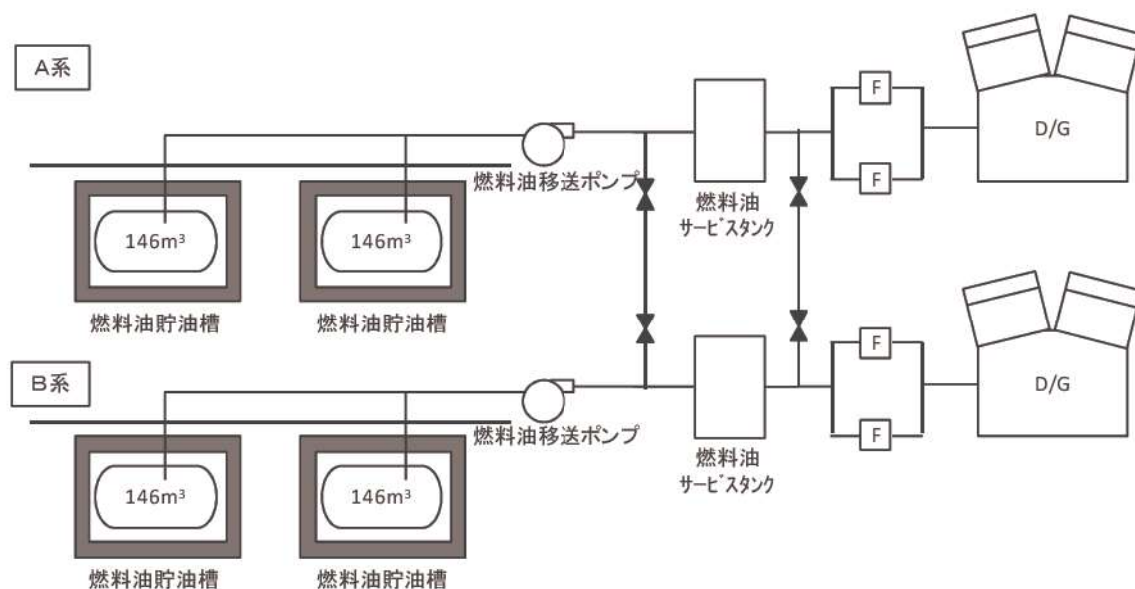 A系
F
D/G
F
燃料油移送ポンプ
燃料油
サービスタンク
146m³
146m³
燃料油貯油槽
燃料油貯油槽
B系
F
D/G
F
燃料油移送ポンプ
燃料油
サービスタンク
146m³
146m³
燃料油貯油槽
燃料油貯油槽